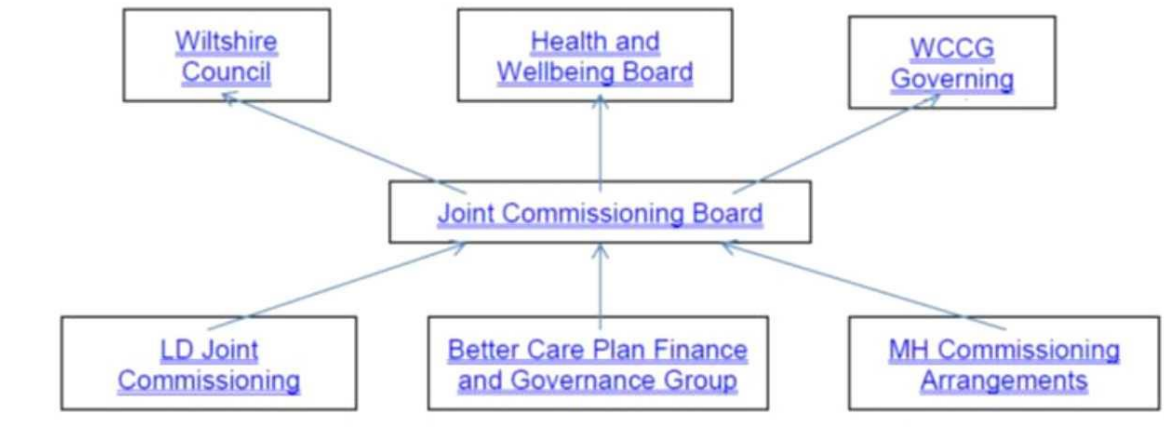 Wiltshire
Council
Health and
Wellbeing Board
WCCG
Governing
Joint Commissioning Board
LD Joint
Commissioning
Better Care Plan Finance
and Governance Group
MH Commissioning
Arrangements